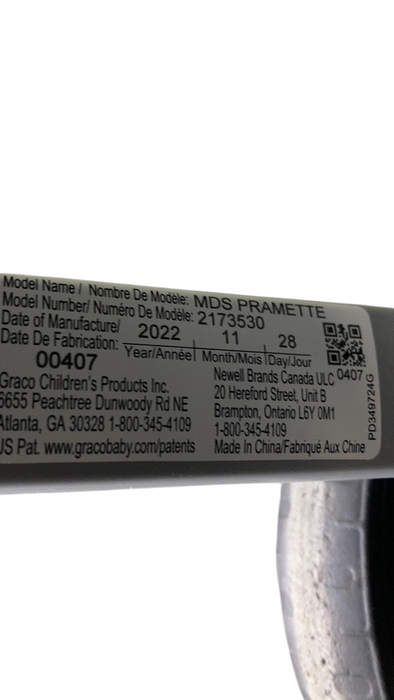 Model Name / Nombre De Modèle: MDS PRAMETTE
Model Number/ Numéro De Modèle: 2173530
Date of Manufacture/ 2022 11 28
Date De Fabrication: Year/Année Month/Mois Day/Jour
00407
0407
Graco Children's Products Inc.
6655 Peachtree Dunwoody Rd NE
Atlanta, GA 30328 1-800-345-4109
US Pat. www.gracobaby.com/patents
Newell Brands Canada ULC
20 Hereford Street, Unit B
Brampton, Ontario L6Y 0M1
1-800-345-4109
Made In China/Fabriqué Aux Chine
PD349724G